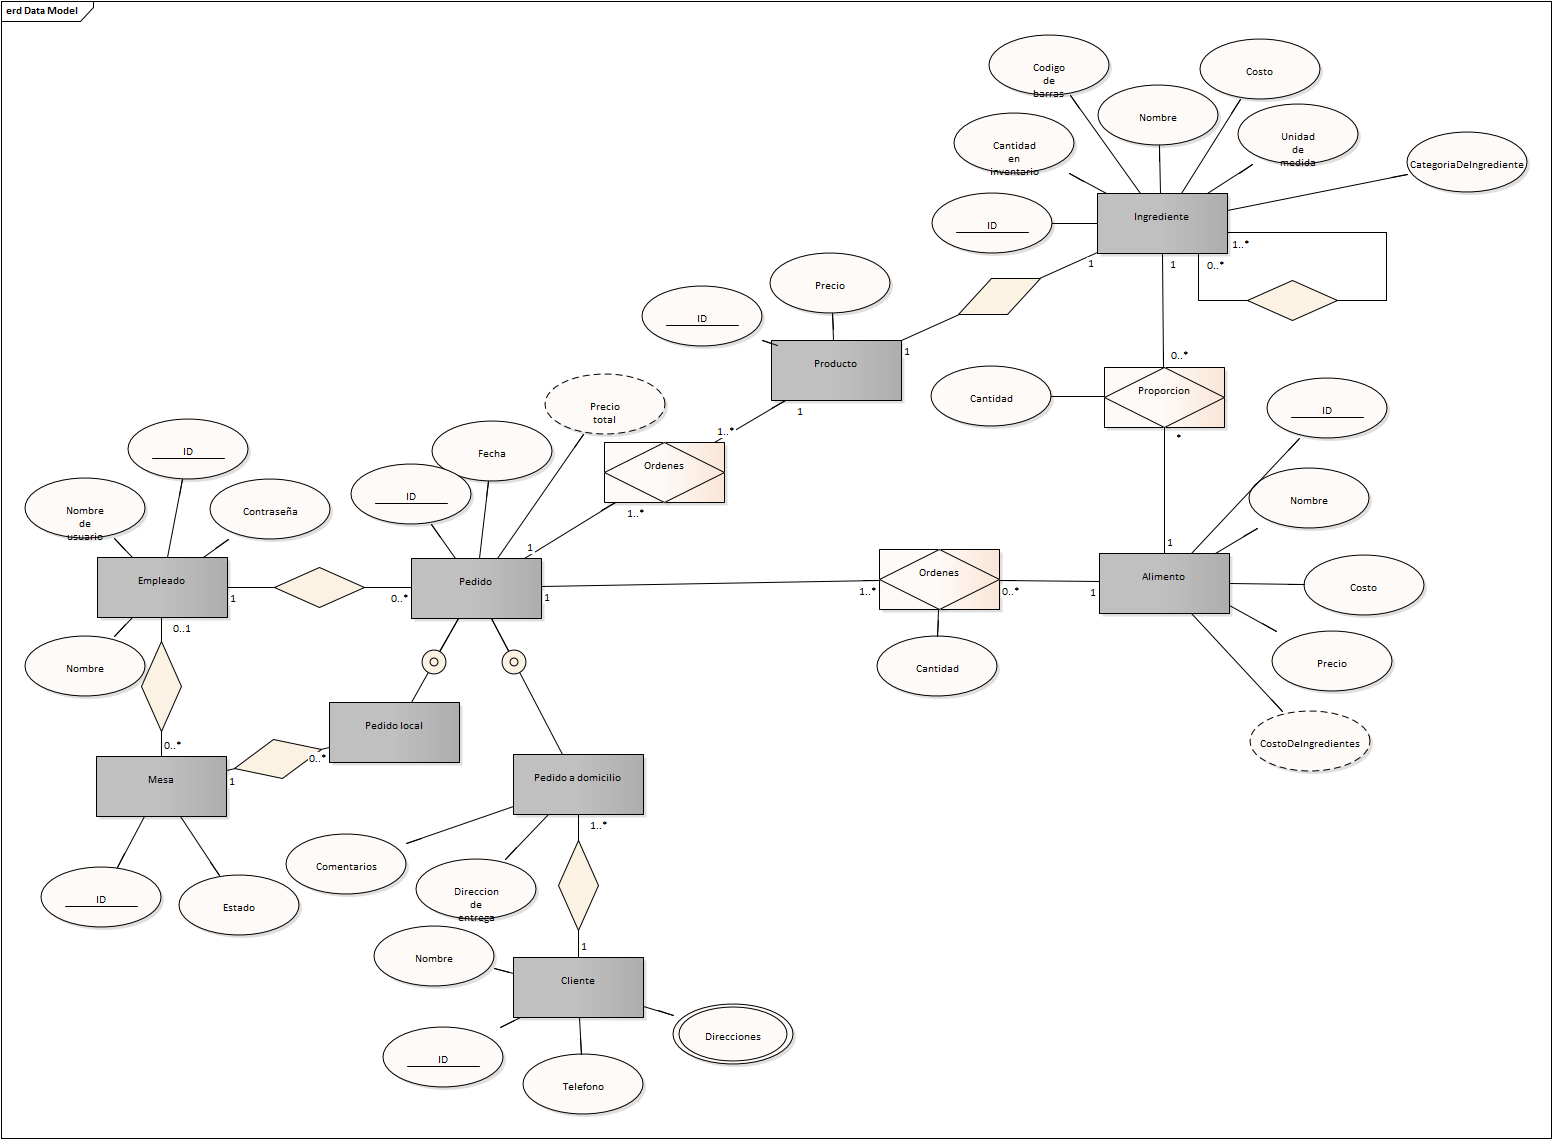 erd Data Model
Codigo
de
barras
Costo
Nombre
Unidad
de
medida
Cantidad
en
inventario
CategoriaDeIngrediente
Ingrediente
ID
1..*
0..*
1
1
Precio
ID
Producto
1
1
0..*
Proporcion
Cantidad
*
ID
Precio
total
1..*
Ordenes
1..*
Fecha
ID
ID
Nombre
de
usuario
Contraseña
Nombre
1
1
Empleado
1
0..*
Pedido
1
1..*
Ordenes
0..*
1
Alimento
Costo
0..1
Nombre
Cantidad
Precio
Pedido local
0..*
0..*
1
Mesa
CostoDeIngredientes
Pedido a domicilio
1..*
Comentarios
Direccion
de
entrega
ID
Estado
1
Nombre
Cliente
Direcciones
ID
Telefono